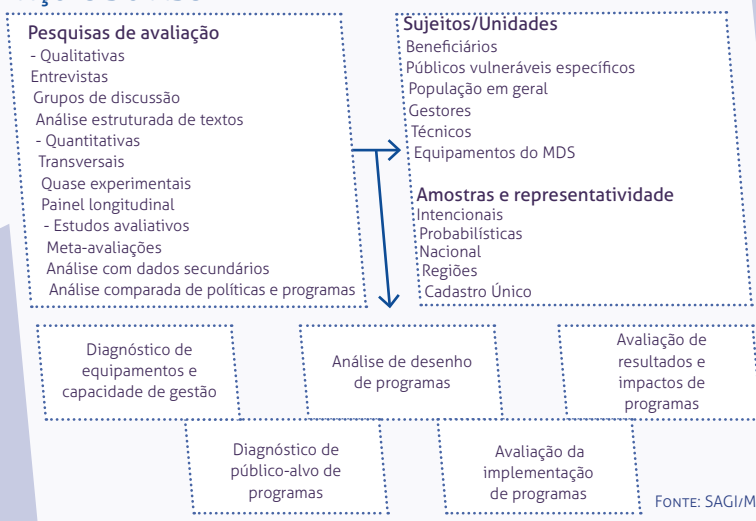 Pesquisas de avaliação
- Qualitativas
Entrevistas
Grupos de discussão
Análise estruturada de textos
- Quantitativas
Transversais
Quase experimentais
Painel longitudinal
- Estudos avaliativos
Meta-avaliações
Análise com dados secundários
Análise comparada de políticas e programas
Sujeitos/Unidades
Beneficiários
Públicos vulneráveis específicos
População em geral
Gestores
Técnicos
Equipamentos do MDS
Amostras e representatividade
Intencionais
Probabilísticas
Nacional
Regiões
Cadastro Único
Diagnóstico de
equipamentos e
capacidade de gestão
Análise de desenho
de programas
Avaliação de
resultados e
impactos de
programas
Diagnóstico de
público-alvo de
programas
Avaliação da
implementação
de programas
FONTE: SAGI/M